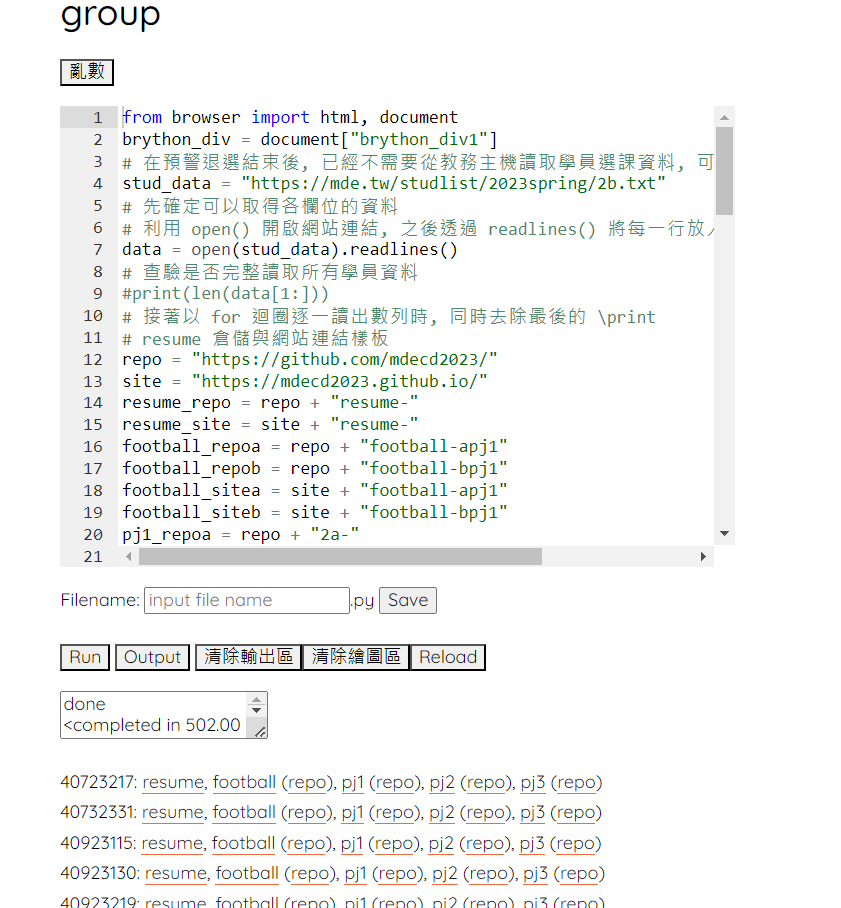 group
亂數
1 from browser import html, document
2 brython_div = document["brython_div1"]
3 # 在預警退選結束後, 已經不需要從教務主機讀取學員選課資料, 可
4 stud_data = "https://mde.tw/studlist/2023spring/2b.txt"
5 # 先確定可以取得各欄位的資料
6 # 利用 open() 開啟網站連結, 之後透過 readlines() 將每一行放入
7 data = open(stud_data).readlines()
8 # 查驗是否完整讀取所有學員資料
9 #print(len(data[1:]))
10 # 接著以 for 迴圈逐一讀出數列時, 同時去除最後的 \print
11 # resume 倉儲與網站連結樣板
12 repo = "https://github.com/mdecd2023/"
13 site = "https://mdecd2023.github.io/"
14 resume_repo = repo + "resume-"
15 resume_site = site + "resume-"
16 football_repoa = repo + "football-apj1"
17 football_repob = repo + "football-bpj1"
18 football_sitea = site + "football-apj1"
19 football_siteb = site + "football-bpj1"
20 pj1_repoa = repo + "2a-"
21
Filename: input file name .py Save
Run Output 清除輸出區 清除繪圖區 Reload
done
<completed in 502.00
40723217: resume, football (repo), pj1 (repo), pj2 (repo), pj3 (repo)
40732331: resume, football (repo), pj1 (repo), pj2 (repo), pj3 (repo)
40923115: resume, football (repo), pj1 (repo), pj2 (repo), pj3 (repo)
40923130: resume, football (repo), pj1 (repo), pj2 (repo), pj3 (repo)
40923219: resume, football (repo), pj1 (repo), pj2 (repo), pj3 (repo)